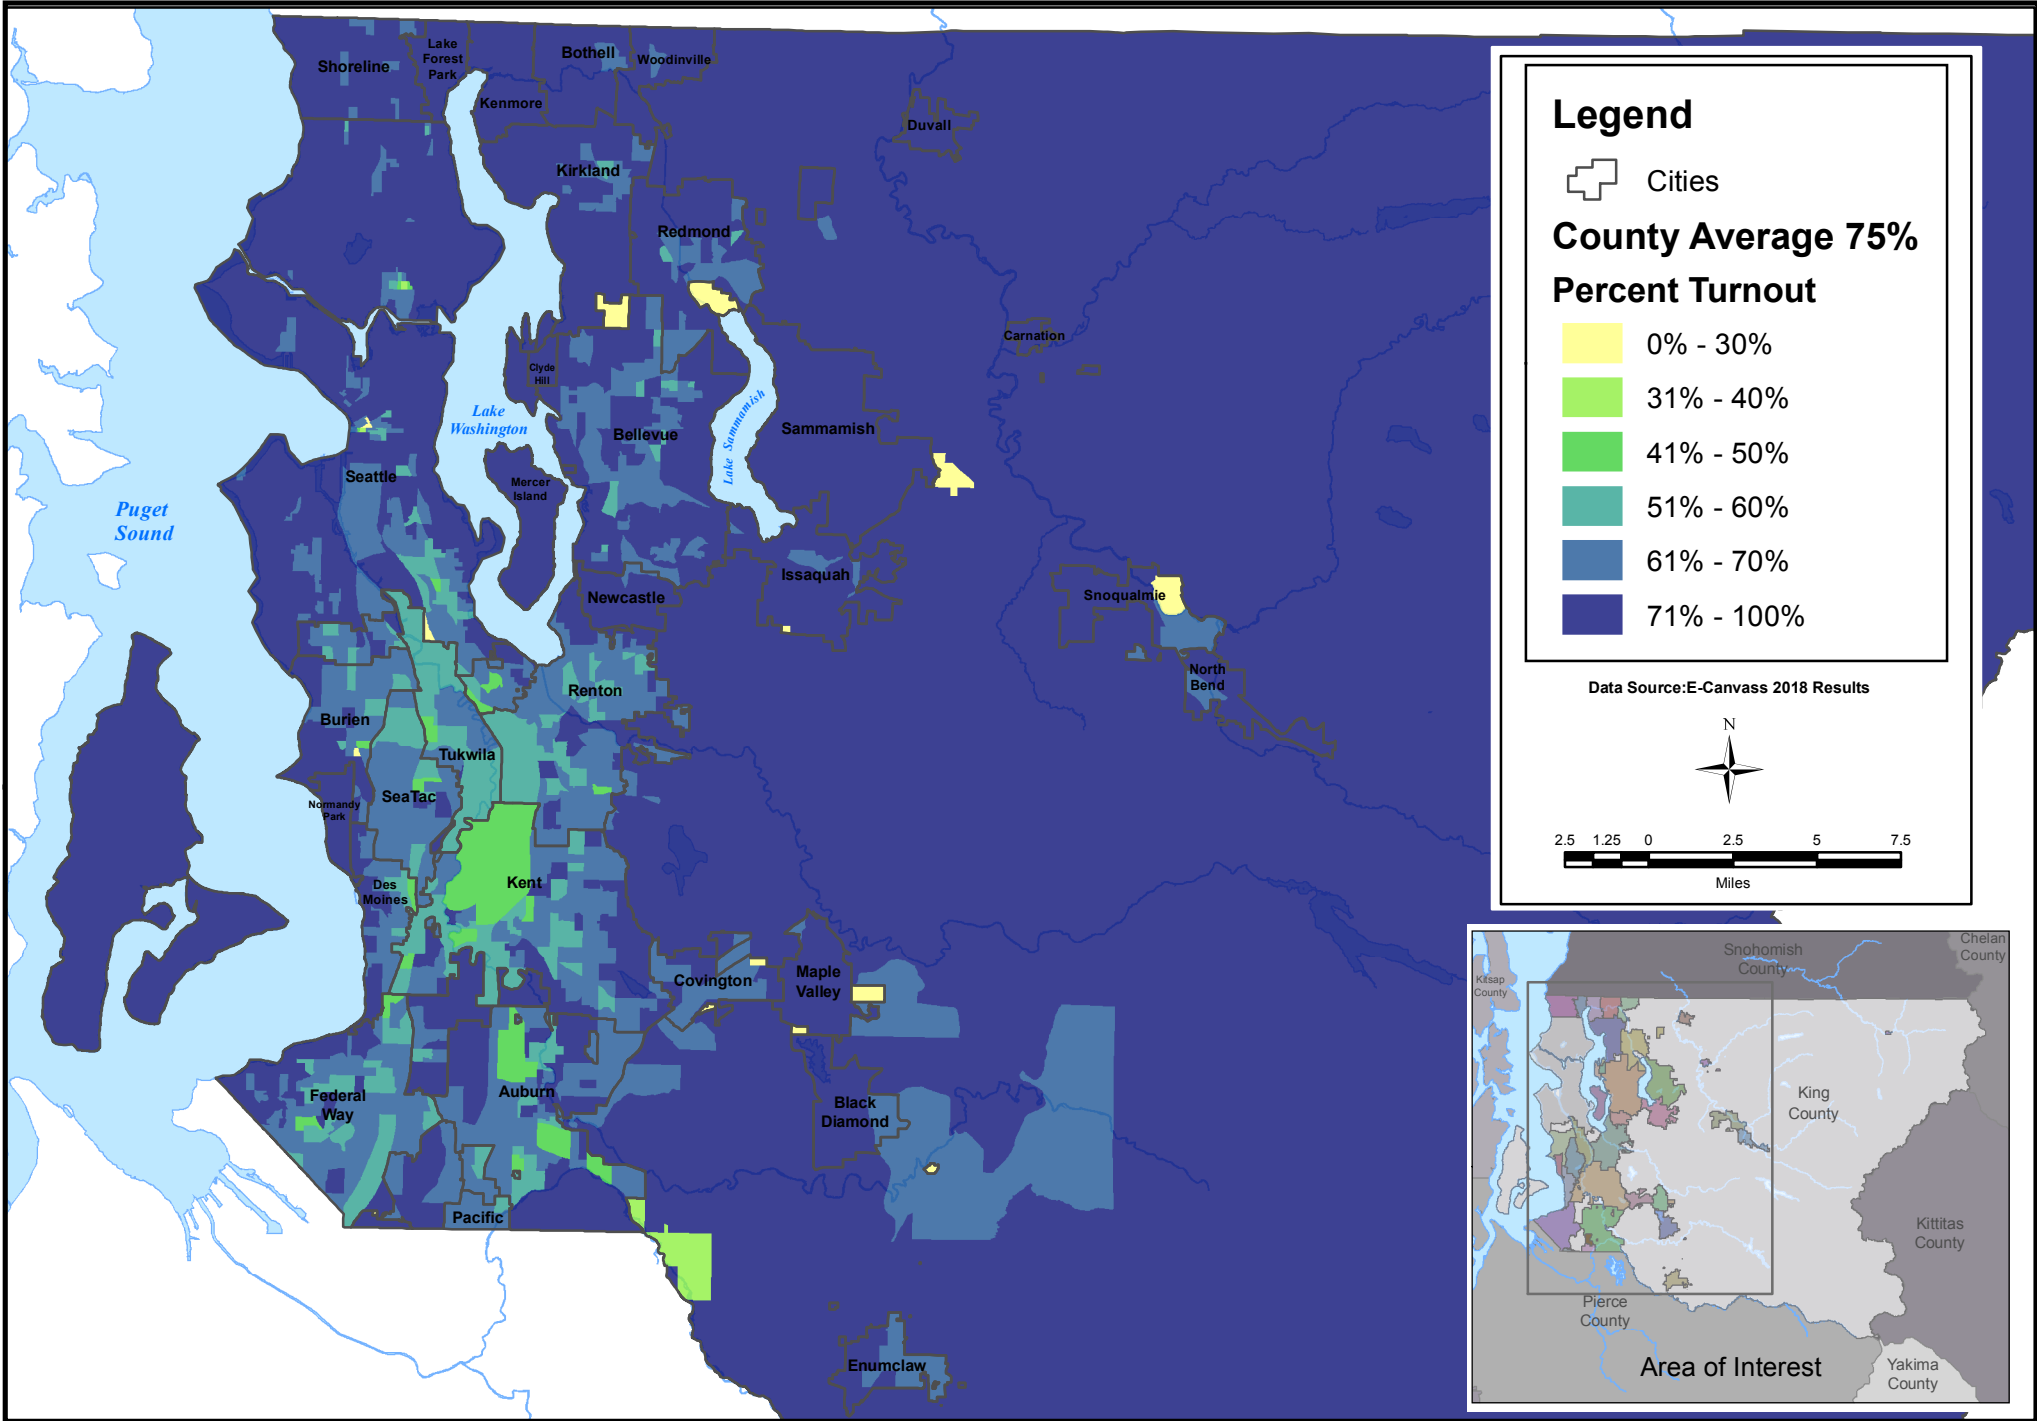 Shoreline
Lake
Forest
Park
Bothell
Woodinville
Kenmore
Duvall
Kirkland
Redmond
Carnation
Clyde
Hill
Lake
Washington
Lake Sammamish
Sammamish
Bellevue
Seattle
Mercer
Island
Puget
Sound
Issaquah
Newcastle
Snoqualmie
North
Bend
Renton
Burien
Tukwila
SeaTac
Normandy
Park
Des
Moines
Kent
Covington
Maple
Valley
Auburn
Federal
Way
Black
Diamond
Pacific
Enumclaw
Legend
Cities
County Average 75%
Percent Turnout
0% - 30%
31% - 40%
41% - 50%
51% - 60%
61% - 70%
71% - 100%
Data Source:E-Canvass 2018 Results
N
2.5 1.25 0 2.5 5 7.5
Miles
Snohomish
County
Chelan
County
Kitsap
County
King
County
Kittitas
County
Pierce
County
Yakima
County
Area of Interest